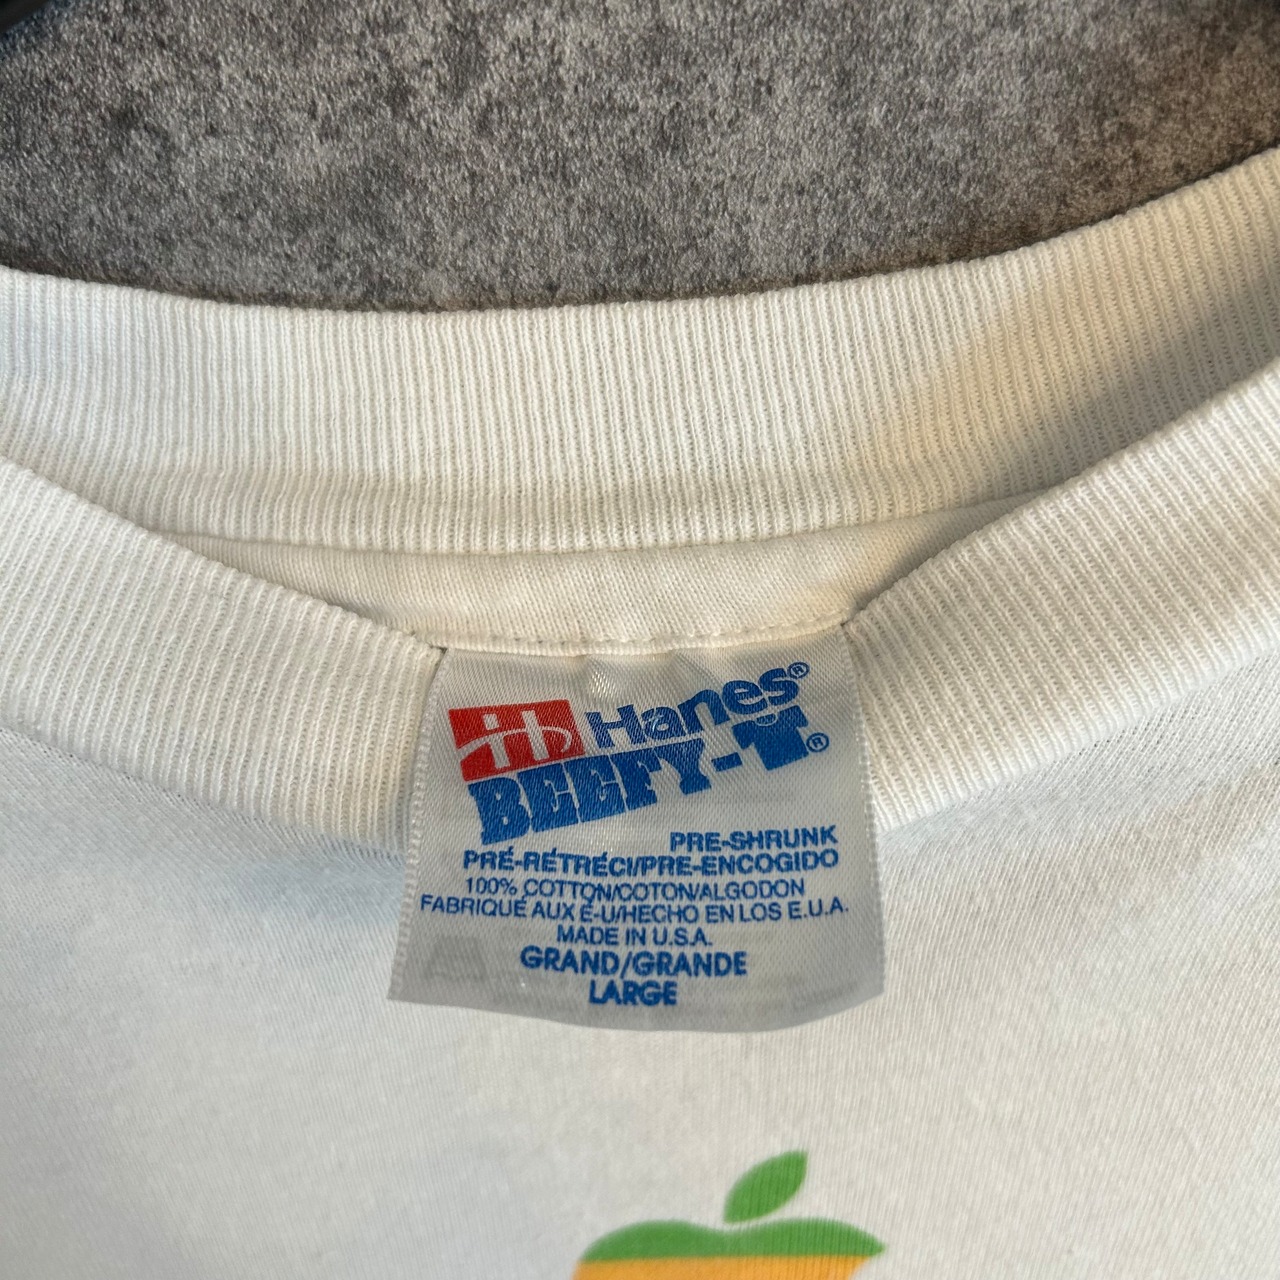 Hanes®
BEEFY-T®
PRE-SHRUNK
PRÉ-RÉTRÉCI/PRE-ENCOGIDO
100% COTTON/COTON/ALGODON
FABRIQUÉ AUX É-U/HECHO EN LOS E.U.A.
MADE IN U.S.A.
GRAND/GRANDE
LARGE